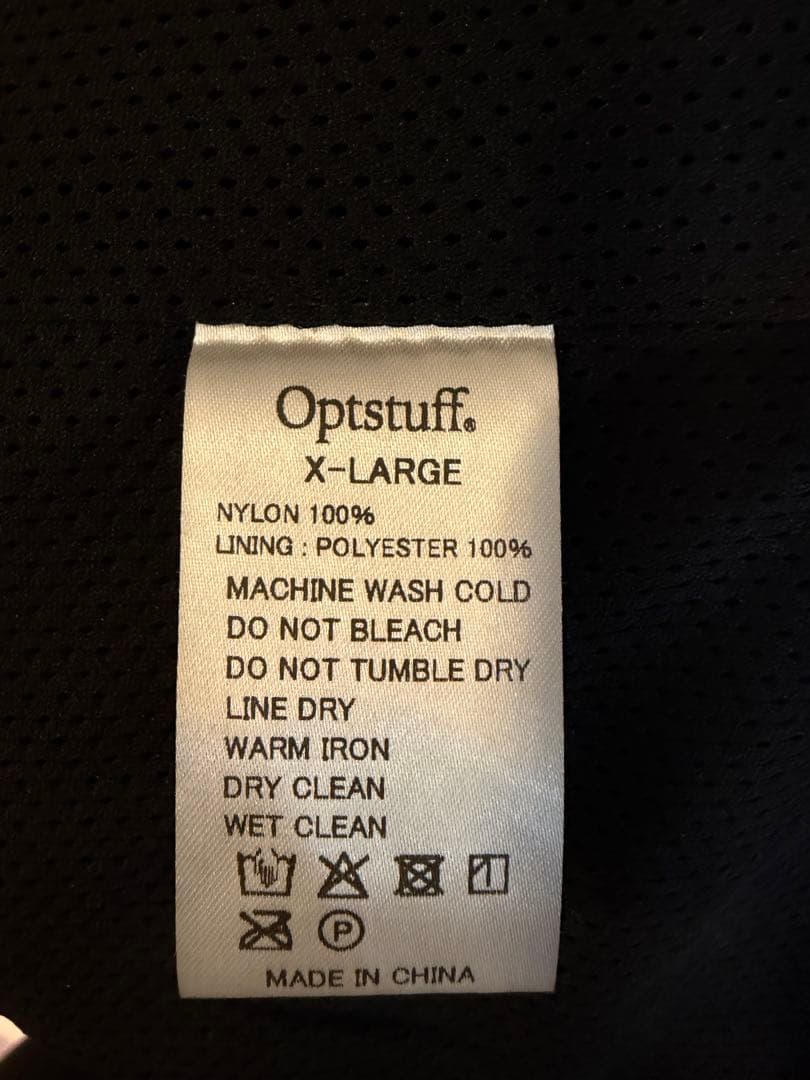 Optstuff®
X-LARGE
NYLON 100%
LINING : POLYESTER 100%
MACHINE WASH COLD
DO NOT BLEACH
DO NOT TUMBLE DRY
LINE DRY
WARM IRON
DRY CLEAN
WET CLEAN
P
MADE IN CHINA